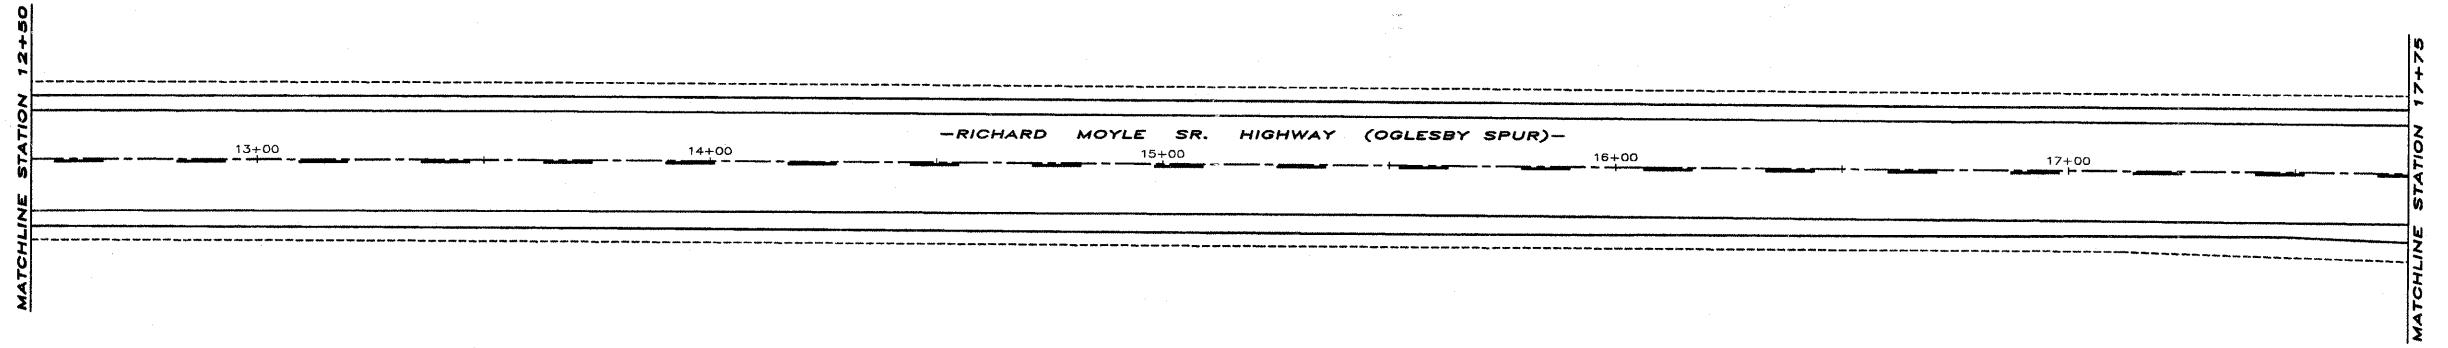 MATCHLINE STATION 12+50
—RICHARD MOYLE SR. HIGHWAY (OGLESBY SPUR)—
13+00
14+00
15+00
16+00
17+00
MATCHLINE STATION 17+75